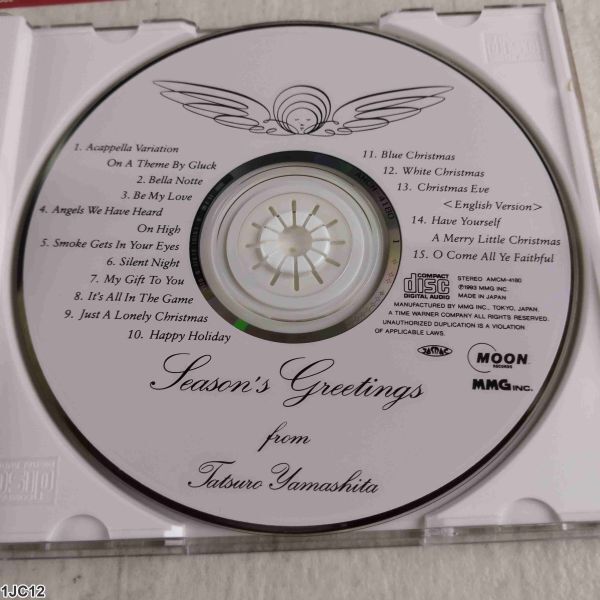 1. Acappella Variation
On A Theme By Gluck
2. Bella Notte
3. Be My Love
4. Angels We Have Heard
On High
5. Smoke Gets In Your Eyes
6. Silent Night
7. My Gift To You
8. It's All In The Game
9. Just A Lonely Christmas
10. Happy Holiday
11. Blue Christmas
12. White Christmas
13. Christmas Eve
<English Version>
14. Have Yourself
A Merry Little Christmas
15. O Come All Ye Faithful
AMCM-4180 1
COMPACT
disc
DIGITAL AUDIO
STEREO AMCM-4180
℗1993 MMG INC.
MADE IN JAPAN
MANUFACTURED BY MMG INC., TOKYO, JAPAN.
A TIME WARNER COMPANY ALL RIGHTS RESERVED.
UNAUTHORIZED DUPLICATION IS A VIOLATION
OF APPLICABLE LAWS.
JASRAC
MOON
RECORDS
MMG INC.
Season's Greetings
from
Tatsuro Yamashita
1JC12